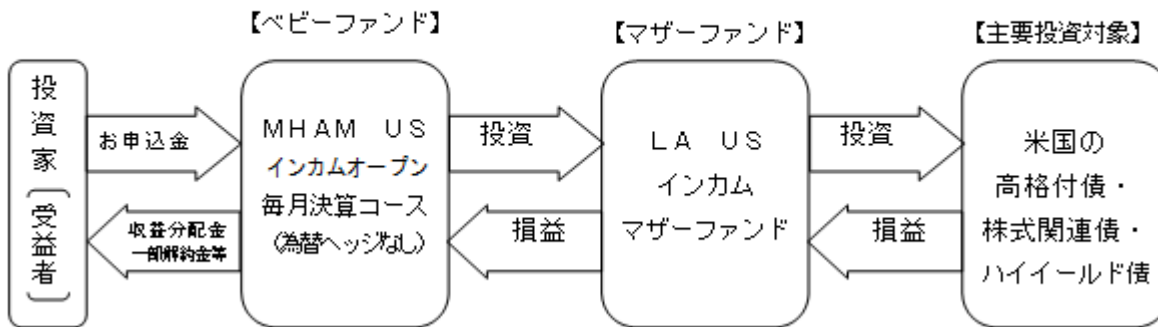 【ベビーファンド】
【マザーファンド】
【主要投資対象】
投資家(受益者)
お申込金
収益分配金
一部解約金等
MHAM US
インカムオープン
毎月決算コース
(為替ヘッジなし)
投資
損益
LA US
インカム
マザーファンド
投資
損益
米国の
高格付債・
株式関連債・
ハイイールド債